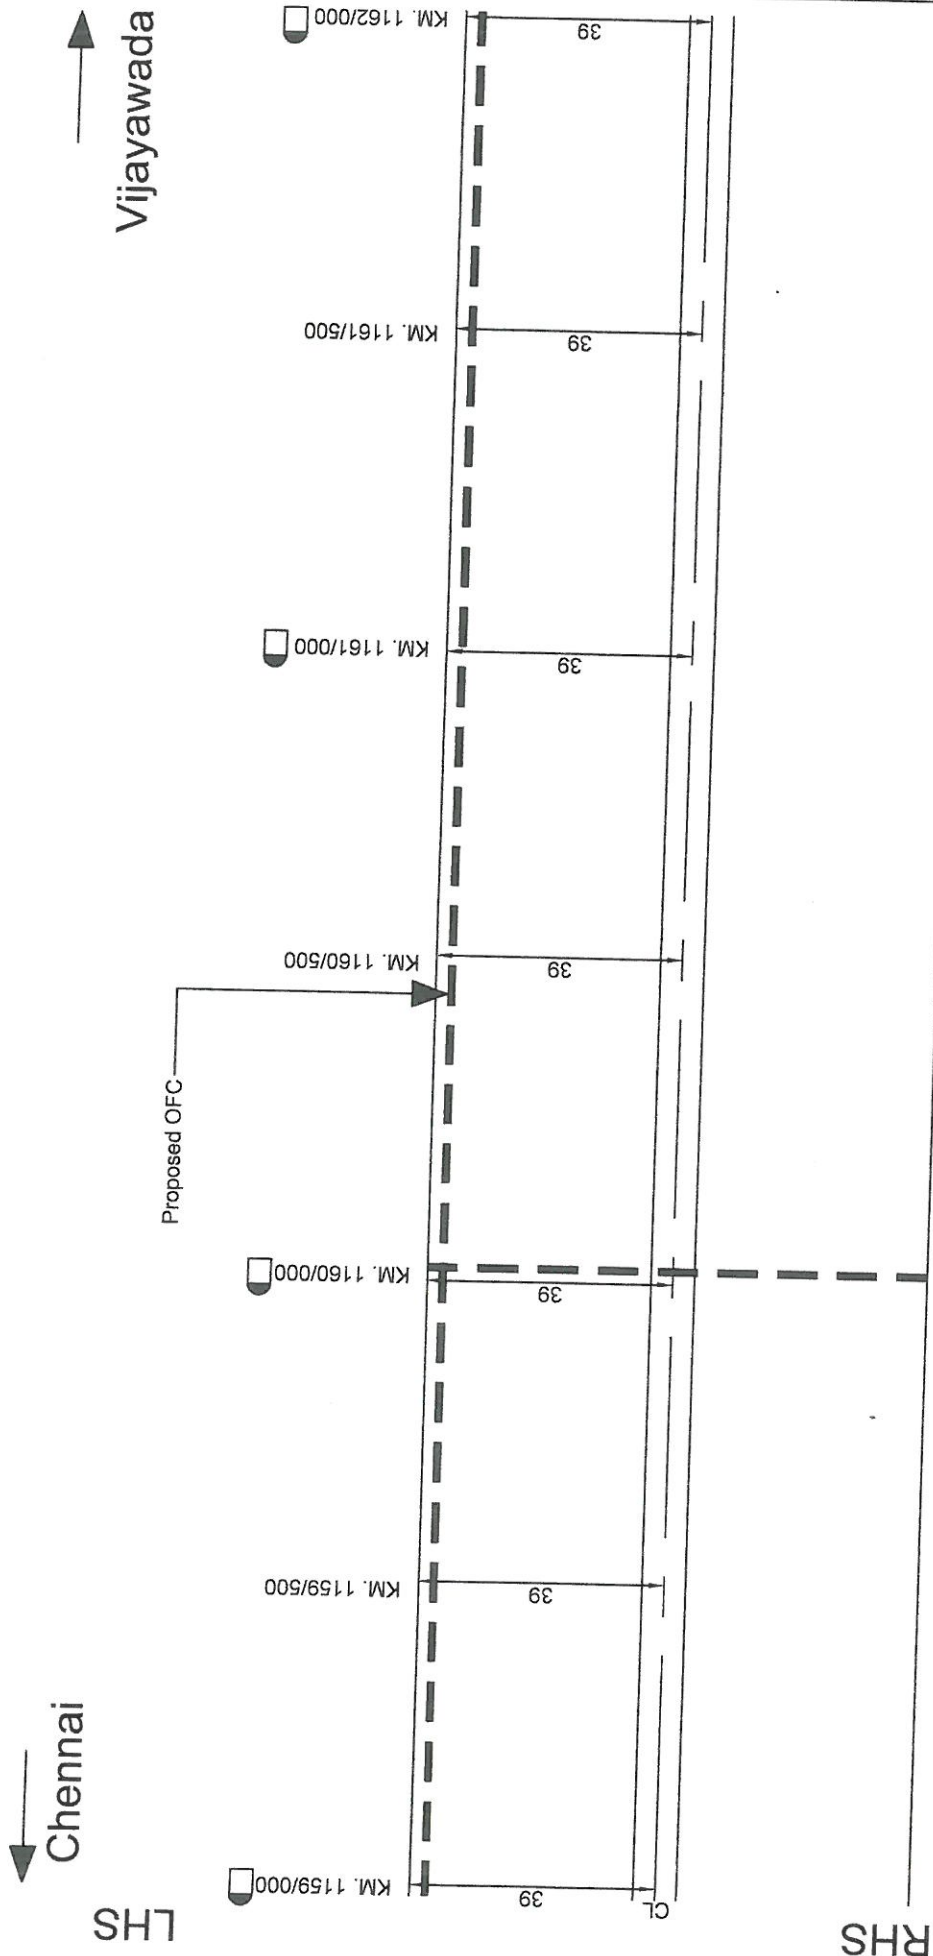 Vijayawada
KM. 1162/000
39
KM. 1161/500
39
KM. 1161/000
39
KM. 1160/500
39
Proposed OFC
KM. 1160/000
39
KM. 1159/500
39
Chennai
KM. 1159/000
39
CL
LHS
RHS